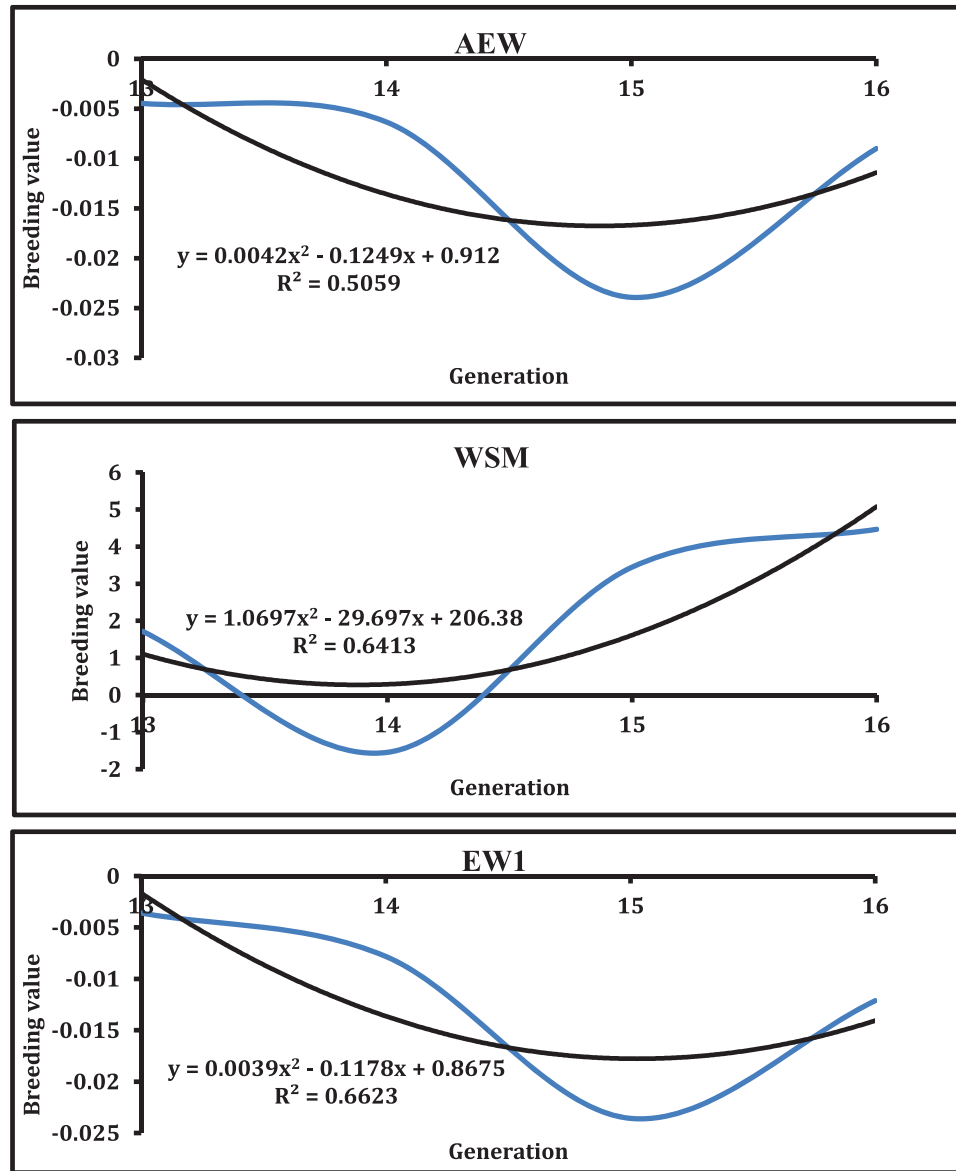 AEW
0
13
14
15
16
-0.005
-0.01
-0.015
-0.02
-0.025
-0.03
Breeding value
y = 0.0042x² - 0.1249x + 0.912
R² = 0.5059
Generation
WSM
6
5
4
3
2
1
0
-1
-2
13
14
15
16
Breeding value
y = 1.0697x² - 29.697x + 206.38
R² = 0.6413
Generation
EW1
0
13
14
15
16
-0.005
-0.01
-0.015
-0.02
-0.025
Breeding value
y = 0.0039x² - 0.1178x + 0.8675
R² = 0.6623
Generation